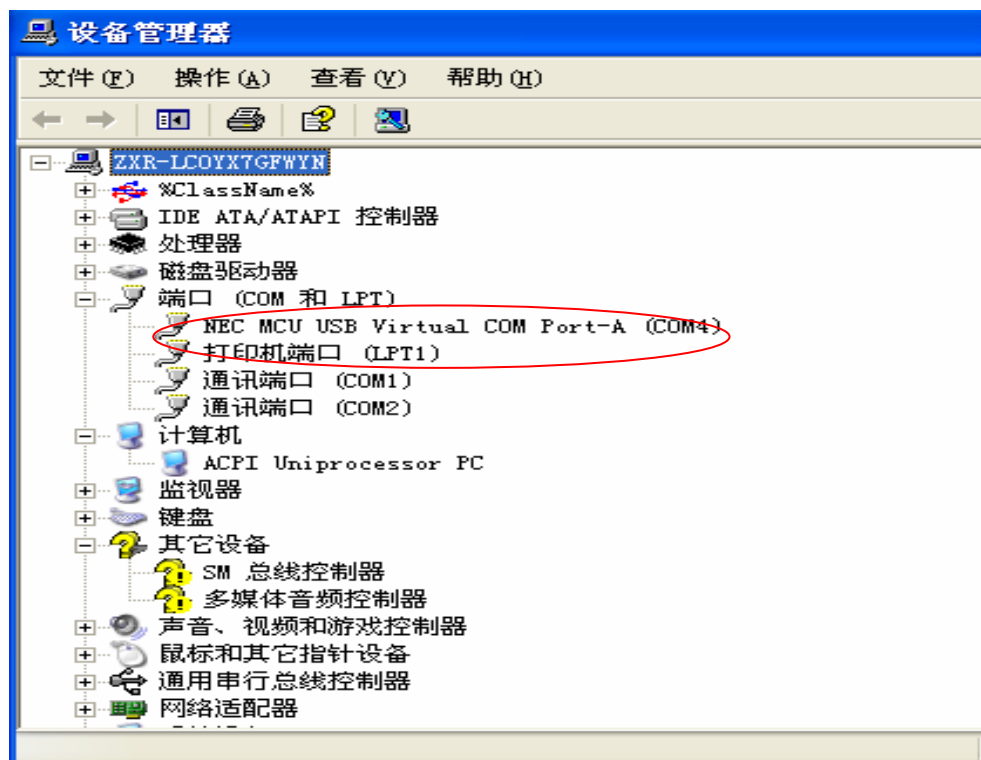 设备管理器
文件(F) 操作(A) 查看(V) 帮助(H)
ZXR-LCOYX7GFWYN
%ClassName%
IDE ATA/ATAPI 控制器
处理器
磁盘驱动器
端口 (COM 和 LPT)
NEC MCU USB Virtual COM Port-A (COM4)
打印机端口 (LPT1)
通讯端口 (COM1)
通讯端口 (COM2)
计算机
ACPI Uniprocessor PC
监视器
键盘
其它设备
SM 总线控制器
多媒体音频控制器
声音、视频和游戏控制器
鼠标和其它指针设备
通用串行总线控制器
网络适配器